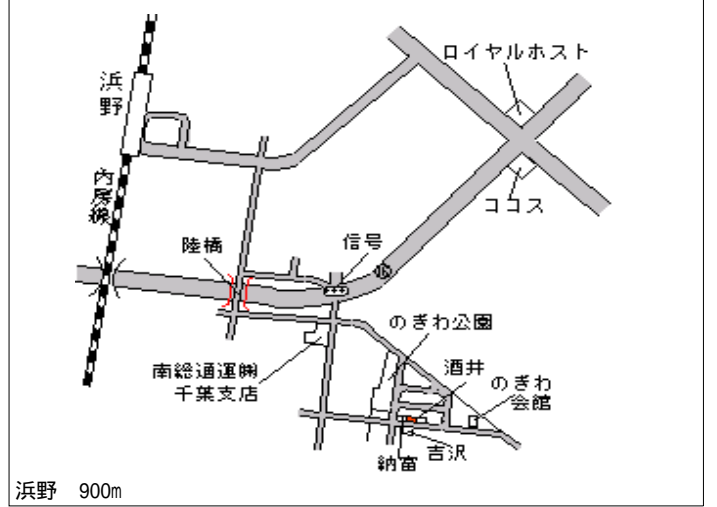 ロイヤルホスト
浜野
内房線
ココス
陸橋
信号
16
のぎわ公園
南総通運㈱
千葉支店
酒井
のぎわ
会館
吉沢
納富
浜野 900m